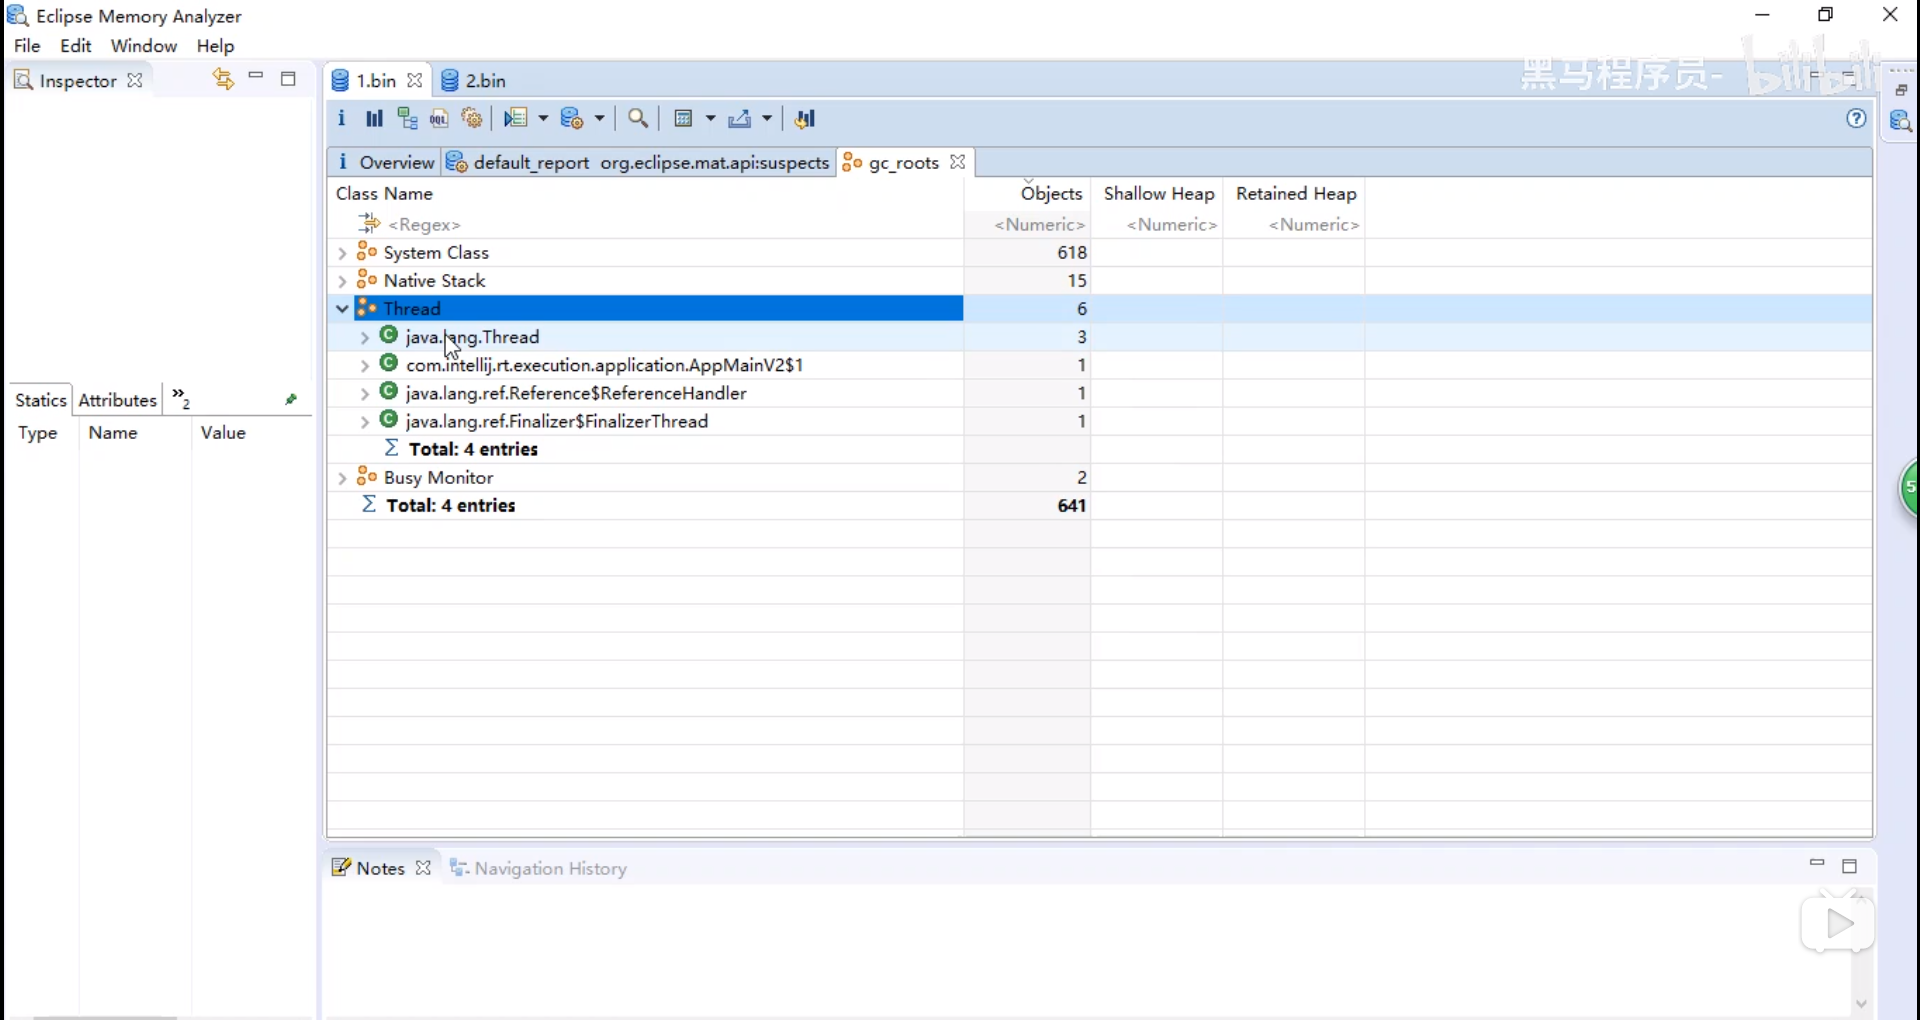 Eclipse Memory Analyzer
File Edit Window Help
Inspector
1.bin 2.bin
黑马程序员- bilibili
i OQL
i Overview default_report org.eclipse.mat.api:suspects gc_roots
Class Name Objects Shallow Heap Retained Heap
<Regex> <Numeric> <Numeric> <Numeric>
System Class 618
Native Stack 15
Thread 6
C java.lang.Thread 3
C com.intellij.rt.execution.application.AppMainV2$1 1
C java.lang.ref.Reference$ReferenceHandler 1
C java.lang.ref.Finalizer$FinalizerThread 1
Σ Total: 4 entries
Busy Monitor 2
Σ Total: 4 entries 641
Statics Attributes »2
Type Name Value
5
Notes Navigation History